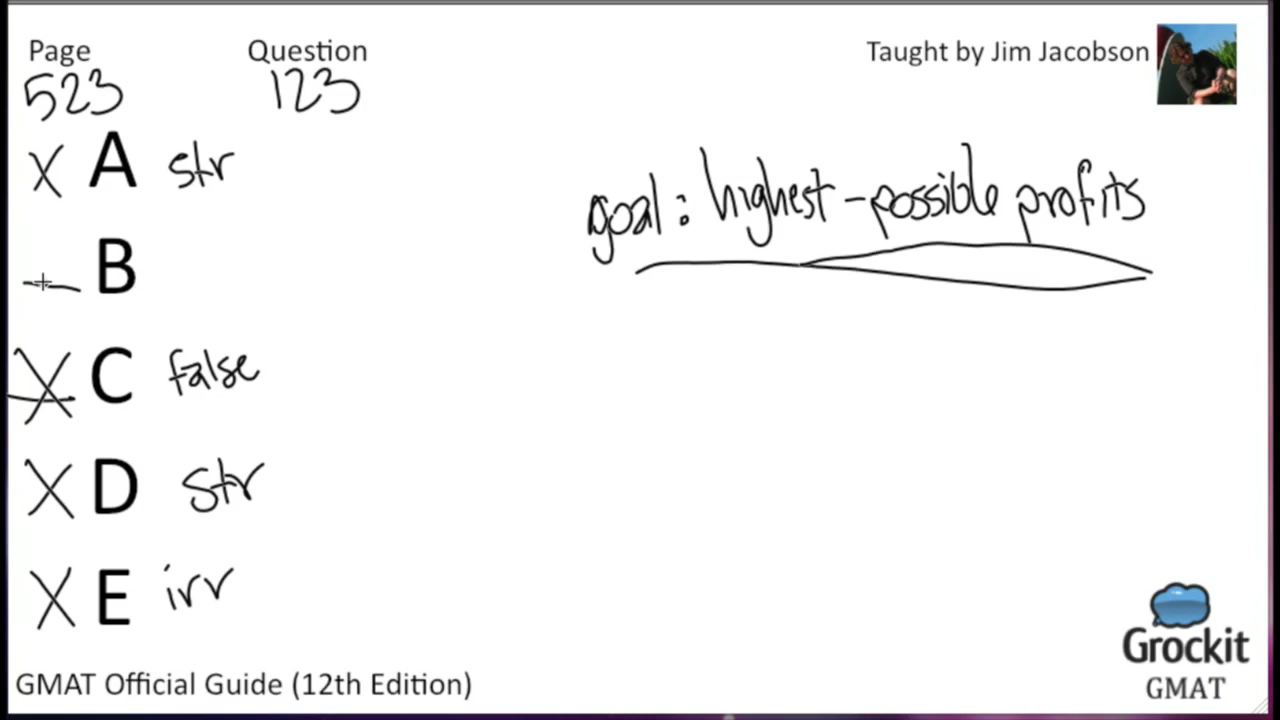 Page Question Taught by Jim Jacobson
523 123
X A str
goal: highest-possible profits
B
X C false
X D str
X E irr
Grockit
GMAT
GMAT Official Guide (12th Edition)